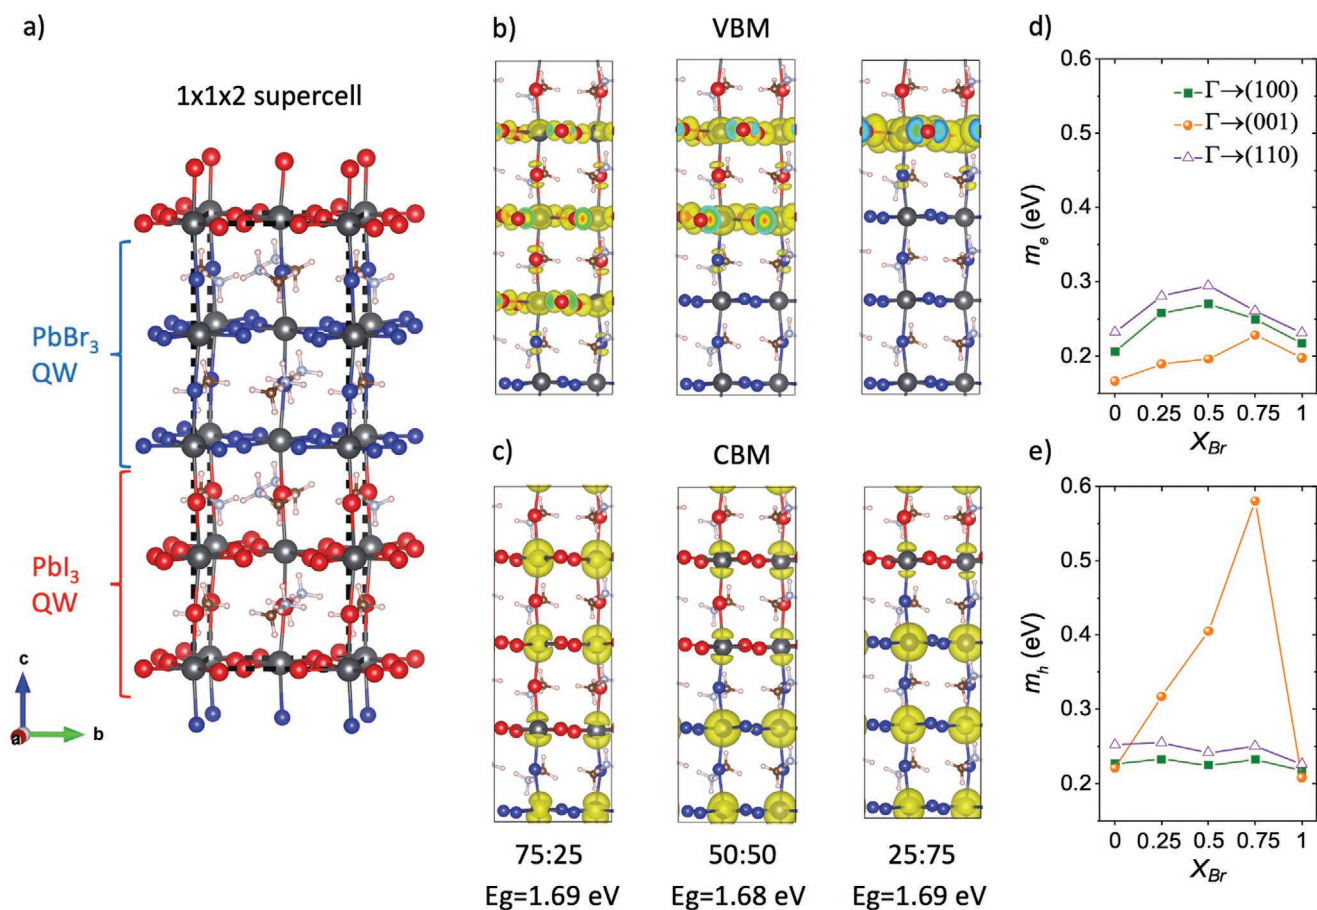 a)
1x1x2 supercell
PbBr3
QW
PbI3
QW
c
a
b
b)
VBM
c)
CBM
75:25
50:50
25:75
Eg=1.69 eV
Eg=1.68 eV
Eg=1.69 eV
d)
0.6
0.5
0.4
0.3
0.2
me (eV)
Γ→(100)
Γ→(001)
Γ→(110)
0 0.25 0.5 0.75 1
XBr
e)
0.6
0.5
0.4
0.3
0.2
mh (eV)
0 0.25 0.5 0.75 1
XBr